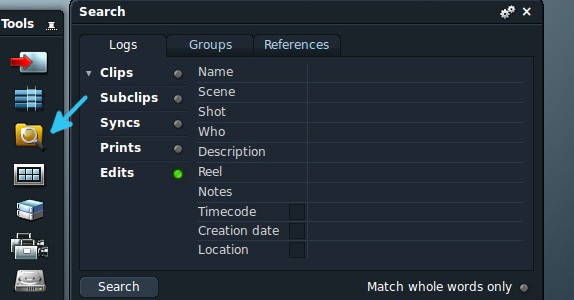 Tools
Search
Logs Groups References
Clips
Subclips
Syncs
Prints
Edits
Name
Scene
Shot
Who
Description
Reel
Notes
Timecode
Creation date
Location
Search
Match whole words only